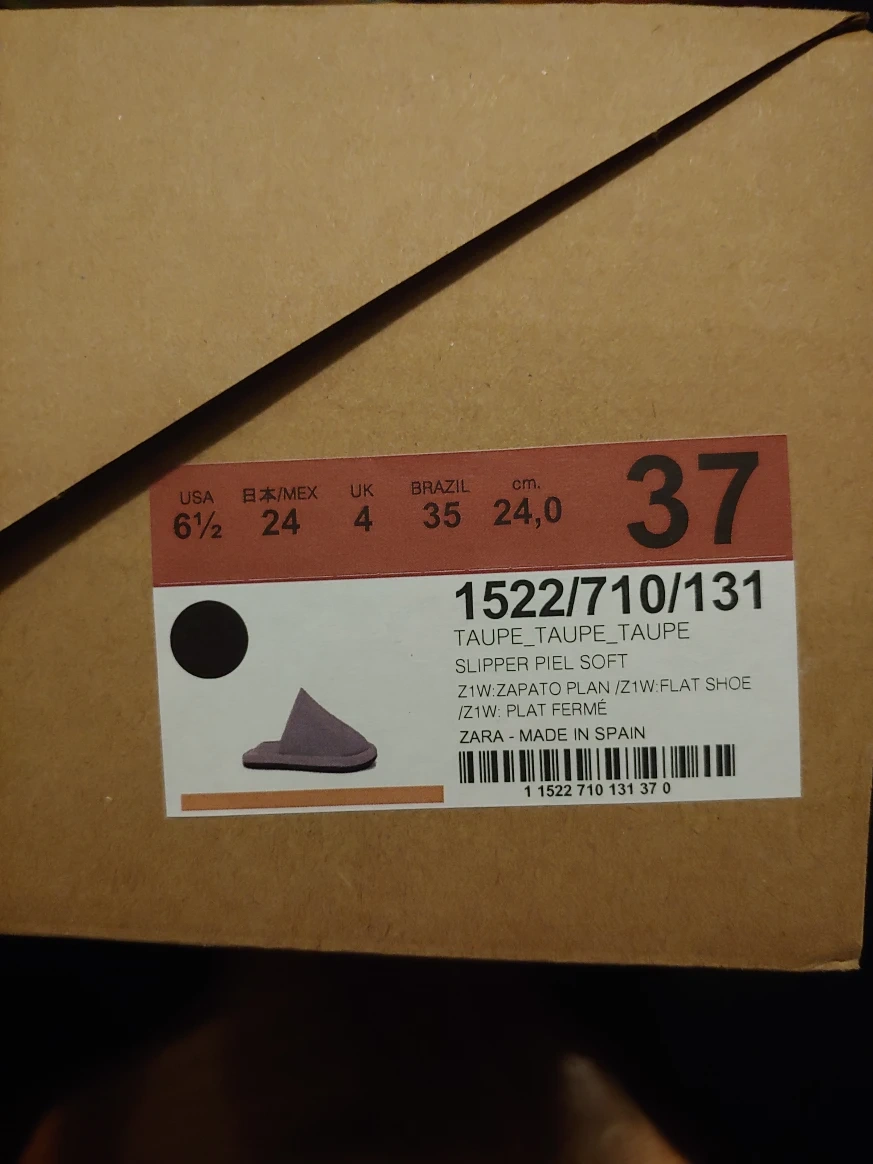 USA 日本/MEX UK BRAZIL cm.
6½ 24 4 35 24,0 37
1522/710/131
TAUPE_TAUPE_TAUPE
SLIPPER PIEL SOFT
Z1W:ZAPATO PLAN /Z1W:FLAT SHOE
/Z1W: PLAT FERMÉ
ZARA - MADE IN SPAIN
1 1522 710 131 37 0